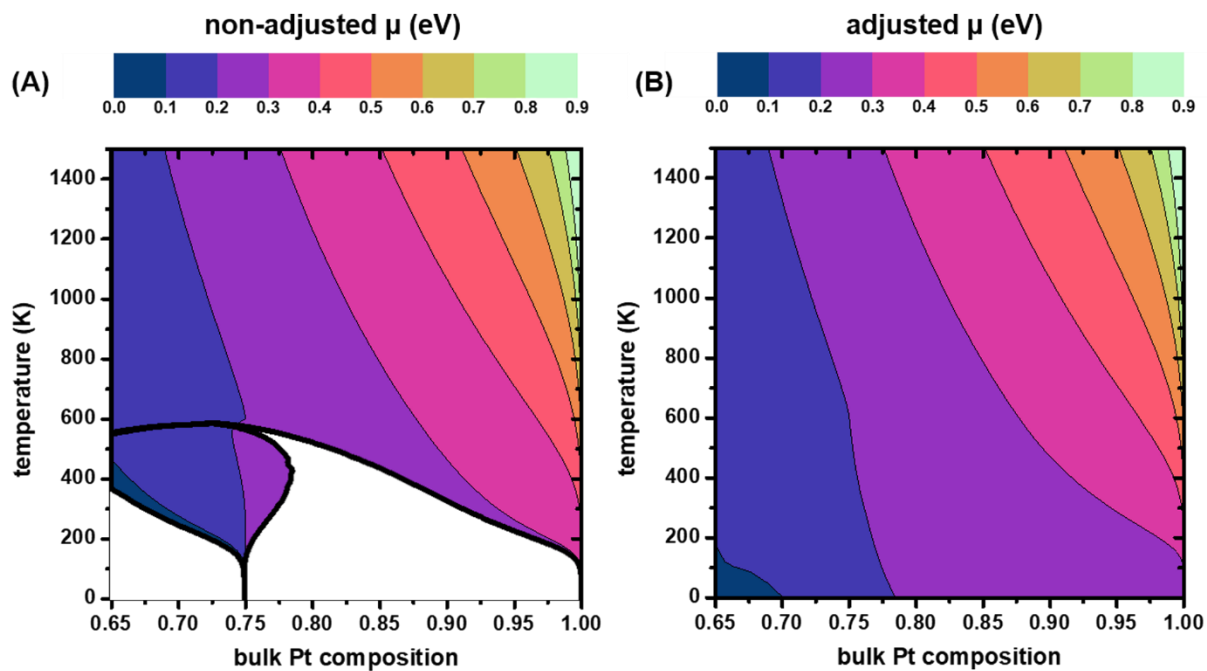 non-adjusted μ (eV)
adjusted μ (eV)
(A)
0.0 0.1 0.2 0.3 0.4 0.5 0.6 0.7 0.8 0.9
(B)
0.0 0.1 0.2 0.3 0.4 0.5 0.6 0.7 0.8 0.9
temperature (K)
1400
1200
1000
800
600
400
200
0
0.65 0.70 0.75 0.80 0.85 0.90 0.95 1.00
bulk Pt composition
temperature (K)
1400
1200
1000
800
600
400
200
0
0.65 0.70 0.75 0.80 0.85 0.90 0.95 1.00
bulk Pt composition